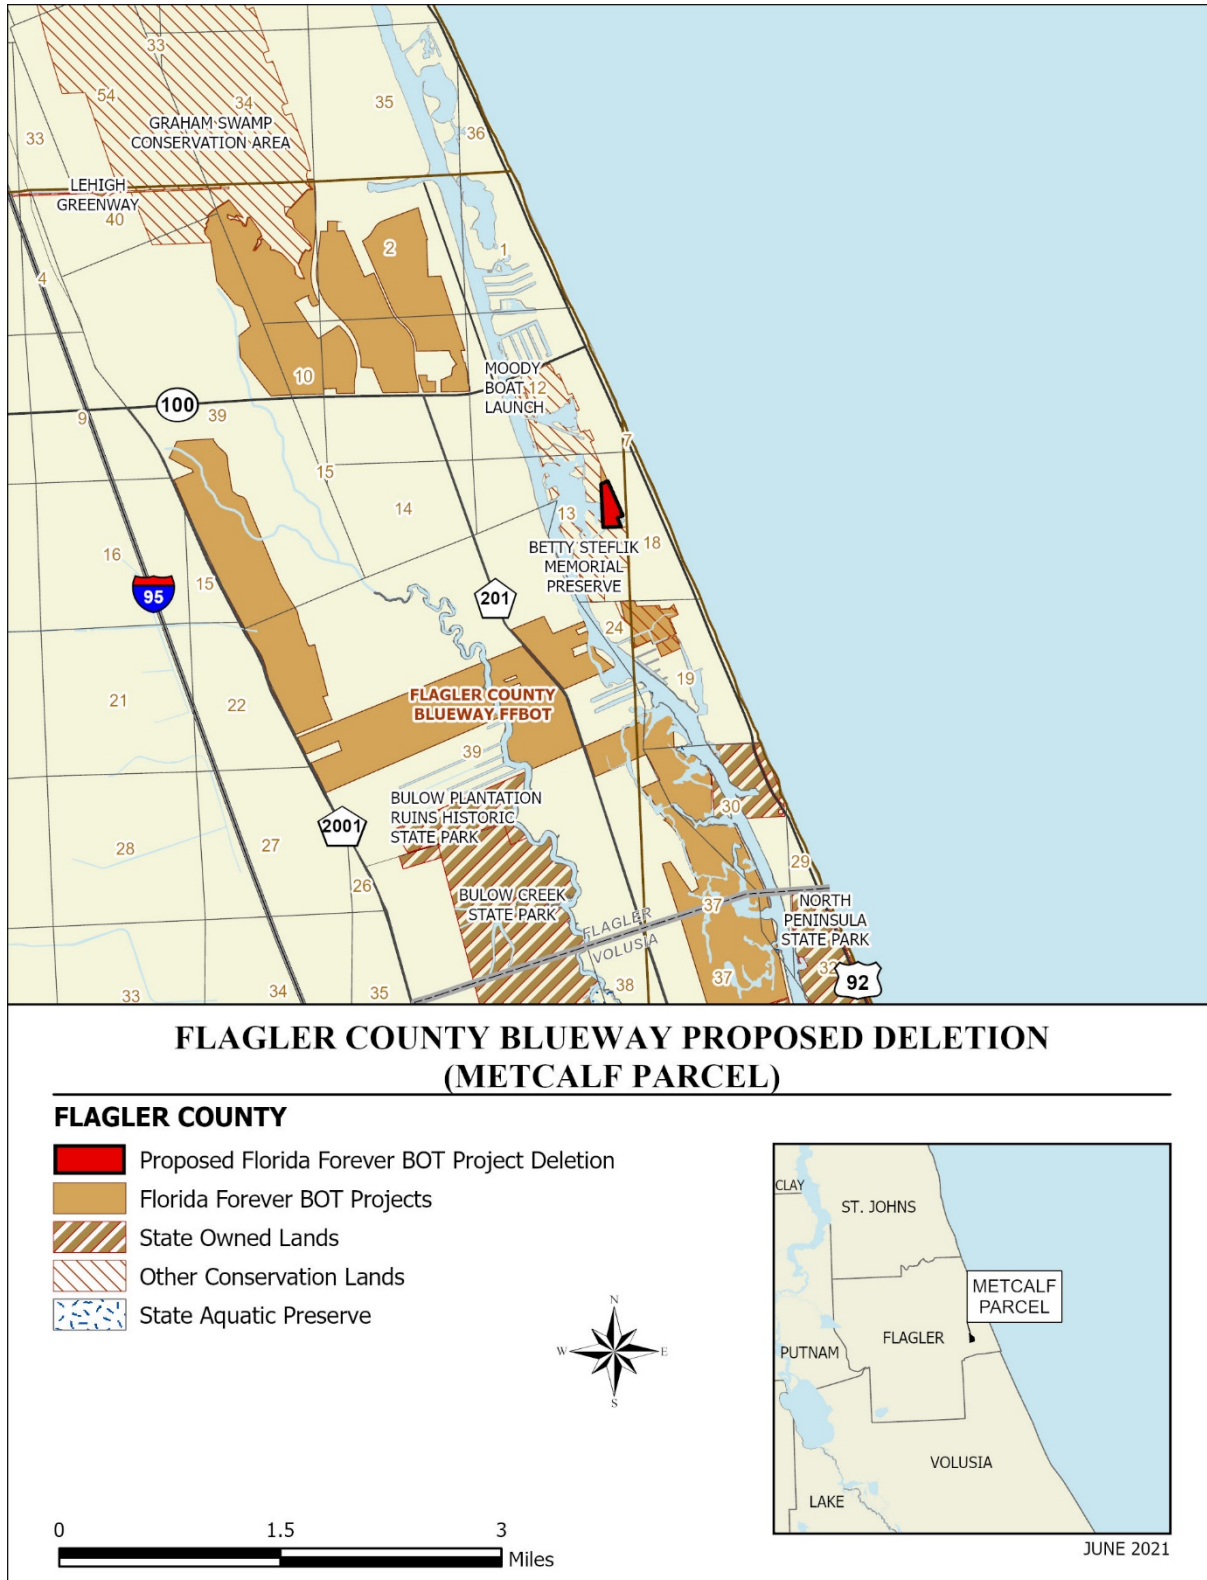 33
54
34
35
GRAHAM SWAMP
CONSERVATION AREA
33
36
LEHIGH
GREENWAY
40
2
1
4
MOODY
BOAT
LAUNCH
12
10
100
9
39
7
15
14
13
18
BETTY STEFLIK
MEMORIAL
PRESERVE
16
95
15
201
24
19
21
22
FLAGLER COUNTY
BLUEWAY FFBOT
39
BULOW PLANTATION
RUINS HISTORIC
STATE PARK
30
2001
28
27
26
29
BULOW CREEK
STATE PARK
FLAGLER
VOLUSIA
37
NORTH
PENINSULA
STATE PARK
33
34
35
38
37
32
92
FLAGLER COUNTY BLUEWAY PROPOSED DELETION
(METCALF PARCEL)
FLAGLER COUNTY
Proposed Florida Forever BOT Project Deletion
Florida Forever BOT Projects
State Owned Lands
Other Conservation Lands
State Aquatic Preserve
N
W
E
S
0
1.5
3
Miles
CLAY
ST. JOHNS
METCALF
PARCEL
FLAGLER
PUTNAM
VOLUSIA
LAKE
JUNE 2021